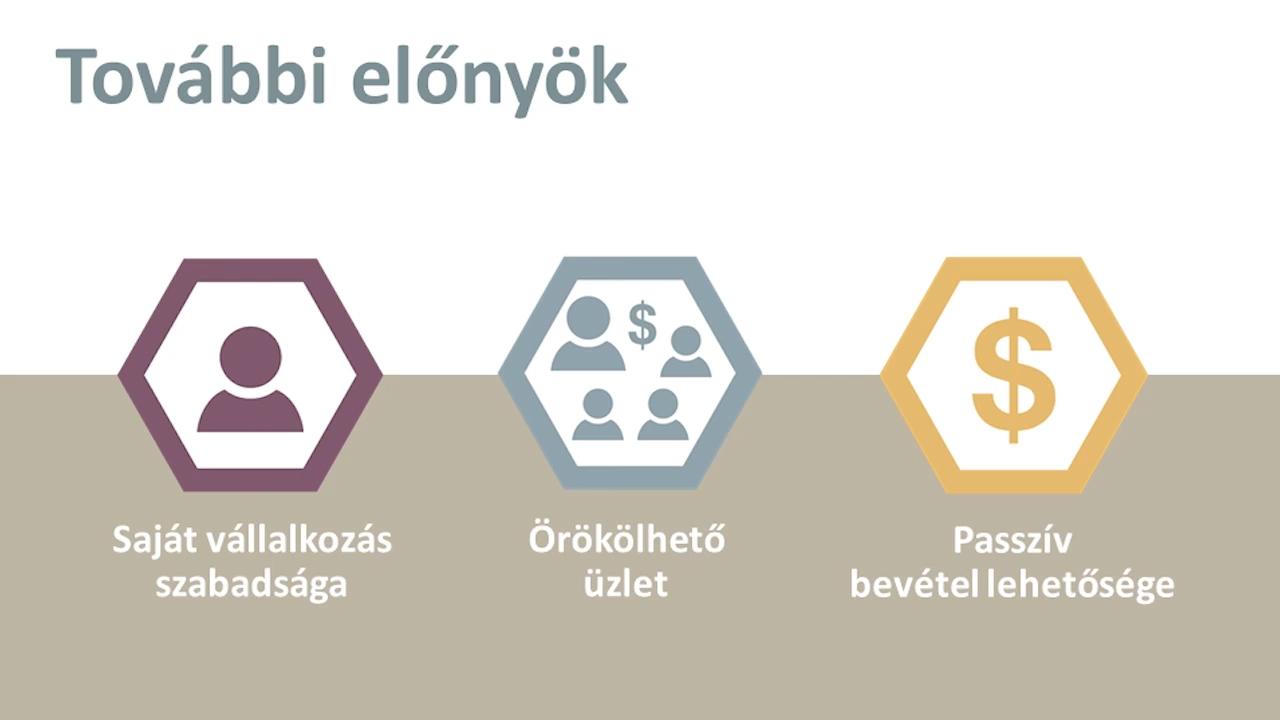 További előnyök
$
$
Saját vállalkozás
szabadsága
Örökölhető
üzlet
Passzív
bevétel lehetősége